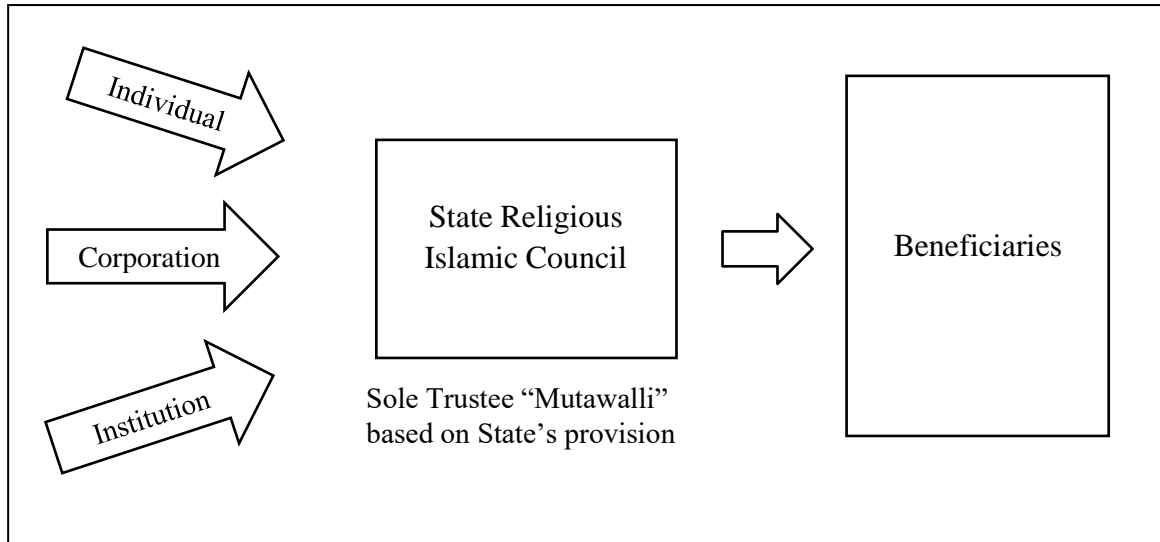 Individual
Corporation
Institution
State Religious
Islamic Council
Sole Trustee “Mutawalli”
based on State’s provision
Beneficiaries